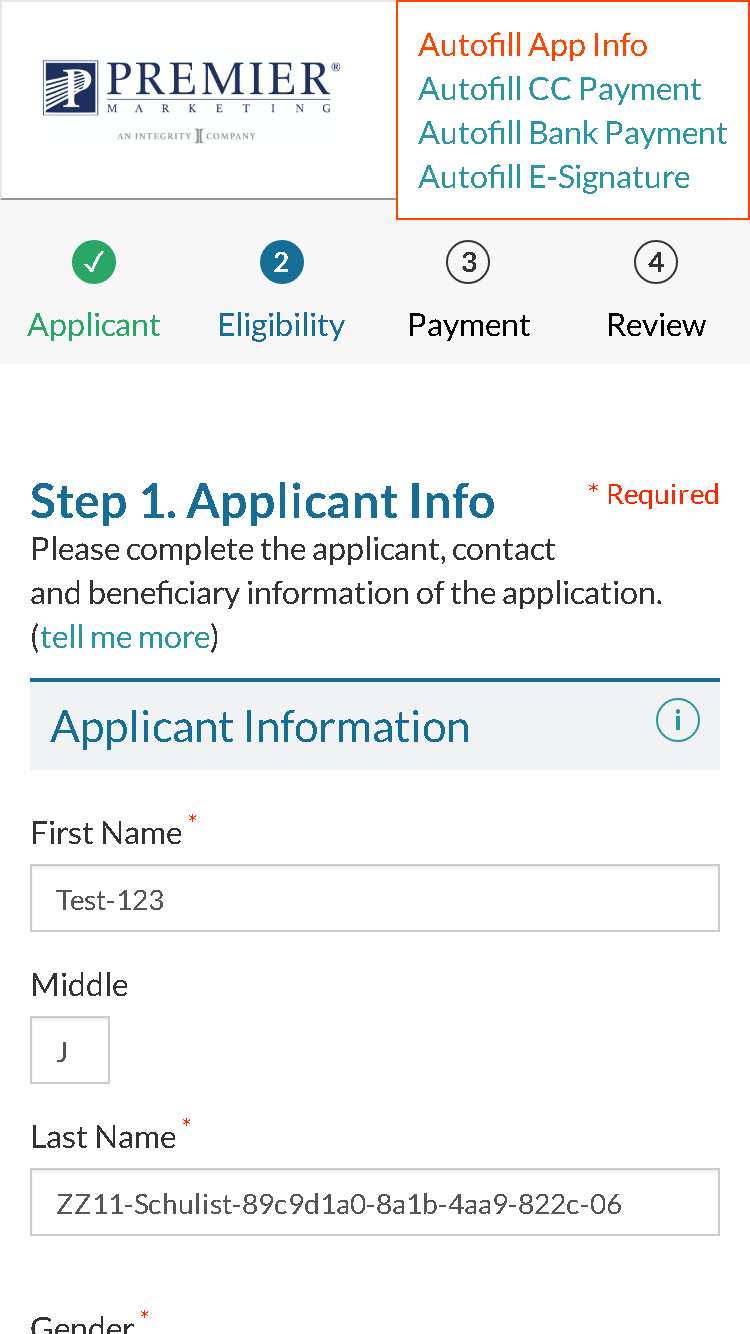 PREMIER®
MARKETING
AN INTEGRITY COMPANY
Autofill App Info
Autofill CC Payment
Autofill Bank Payment
Autofill E-Signature
✓ 2 3 4
Applicant Eligibility Payment Review
Step 1. Applicant Info * Required
Please complete the applicant, contact
and beneficiary information of the application.
(tell me more)
Applicant Information i
First Name *
Test-123
Middle
J
Last Name *
ZZ11-Schulist-89c9d1a0-8a1b-4aa9-822c-06
Gender *